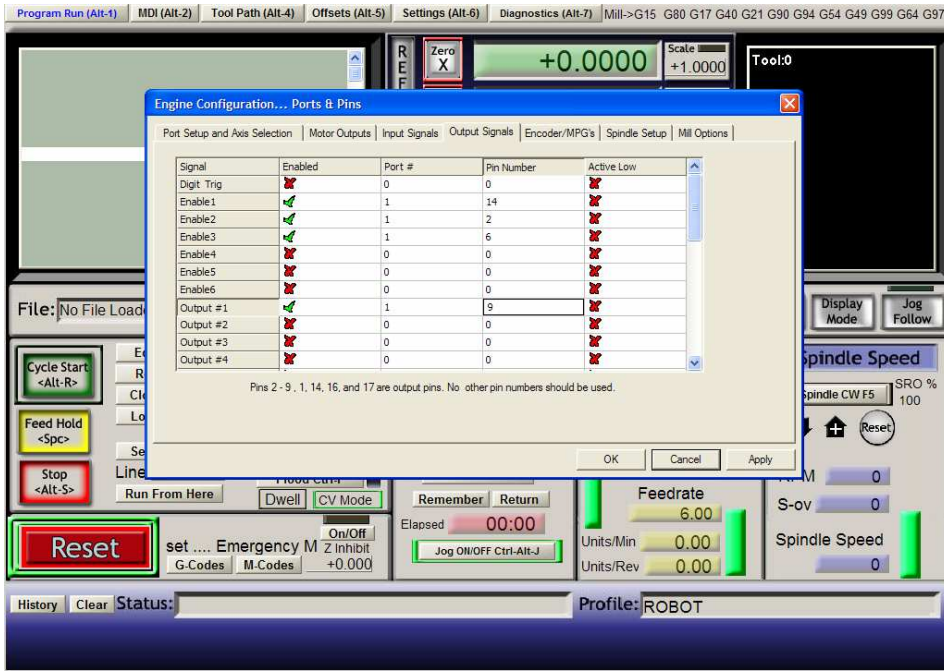 Program Run (Alt-1) MDI (Alt-2) Tool Path (Alt-4) Offsets (Alt-5) Settings (Alt-6) Diagnostics (Alt-7) Mill->G15 G80 G17 G40 G21 G90 G94 G54 G49 G99 G64 G97
REF
Zero X
+0.0000
Scale
+1.0000
Tool:0
Engine Configuration... Ports & Pins
Port Setup and Axis Selection Motor Outputs Input Signals Output Signals Encoder/MPG's Spindle Setup Mill Options
Signal Enabled Port # Pin Number Active Low
Digit Trig 0 0
Enable1 1 14
Enable2 1 2
Enable3 1 6
Enable4 0 0
Enable5 0 0
Enable6 0 0
Output #1 1 9
Output #2 0 0
Output #3 0 0
Output #4 0 0
Pins 2 - 9 , 1, 14, 16, and 17 are output pins. No other pin numbers should be used.
OK Cancel Apply
File: No File Load
Display Mode
Jog Follow
Cycle Start <Alt-R>
Feed Hold <Spc>
Stop <Alt-S>
Line
Run From Here
Dwell CV Mode
Remember Return
Elapsed 00:00
Jog ON/OFF Ctrl-Alt-J
Feedrate
6.00
Units/Min 0.00
Units/Rev 0.00
Spindle Speed
Spindle CW F5
SRO %
100
Reset
0
S-ov 0
Spindle Speed
0
Reset
set .... Emergency M
On/Off
Z Inhibit
+0.000
G-Codes M-Codes
History Clear Status:
Profile: ROBOT